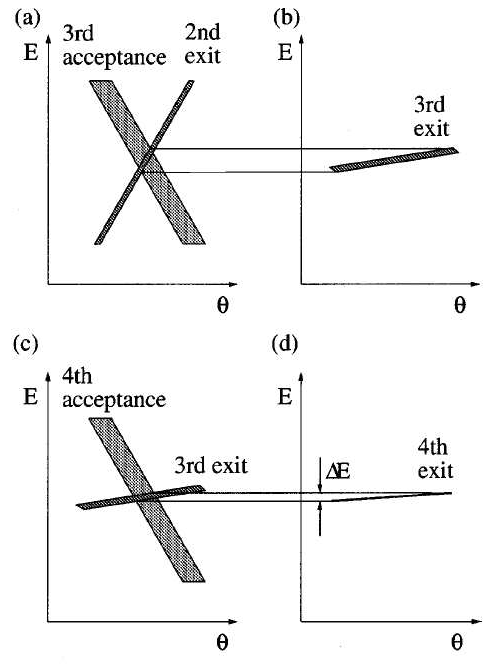 (a)
3rd
acceptance
2nd
exit
E
θ
(b)
E
3rd
exit
θ
(c)
4th
acceptance
E
3rd exit
θ
(d)
E
ΔE
4th
exit
θ